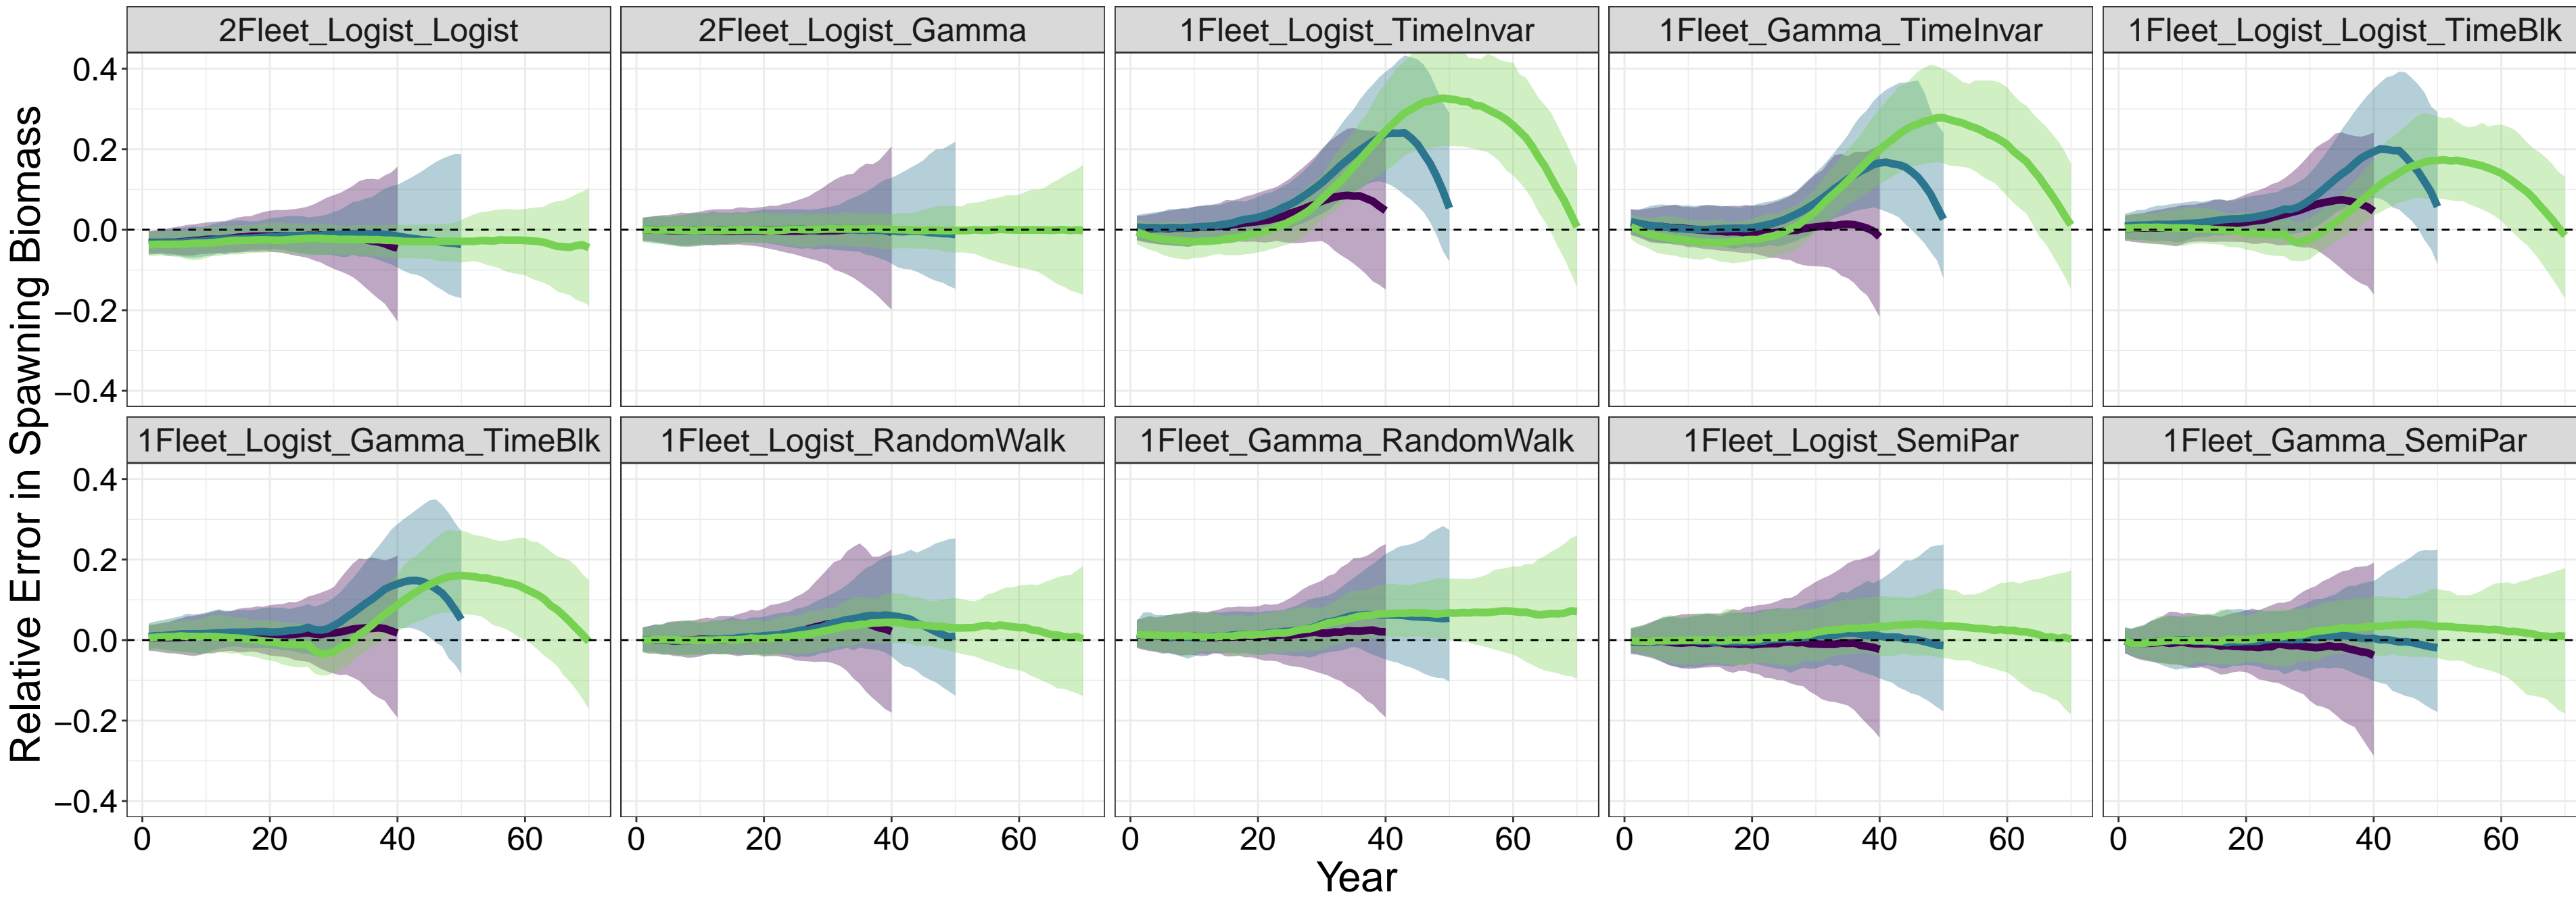 2Fleet_Logist_Logist
2Fleet_Logist_Gamma
1Fleet_Logist_TimeInvar
1Fleet_Gamma_TimeInvar
1Fleet_Logist_Logist_TimeBlk
0.4
0.2
0.0
−0.2
−0.4
1Fleet_Logist_Gamma_TimeBlk
1Fleet_Logist_RandomWalk
1Fleet_Gamma_RandomWalk
1Fleet_Logist_SemiPar
1Fleet_Gamma_SemiPar
0.4
0.2
0.0
−0.2
−0.4
0 20 40 60
0 20 40 60
0 20 40 60
0 20 40 60
0 20 40 60
Year
Relative Error in Spawning Biomass